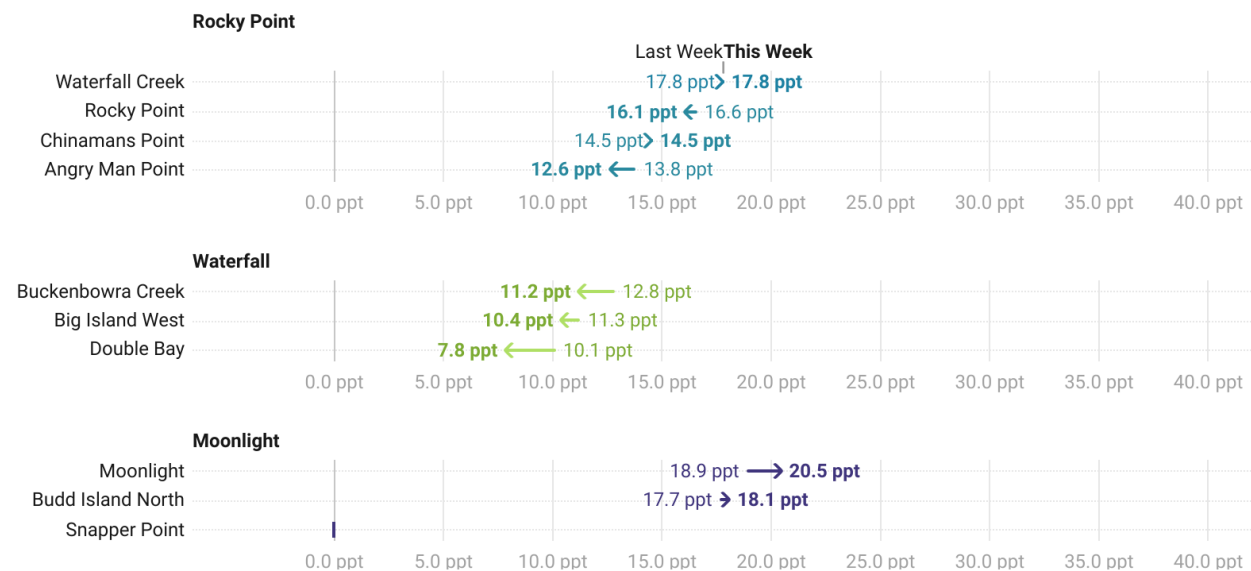 Rocky Point
Last Week This Week
Waterfall Creek 17.8 ppt 17.8 ppt
Rocky Point 16.1 ppt 16.6 ppt
Chinamans Point 14.5 ppt 14.5 ppt
Angry Man Point 12.6 ppt 13.8 ppt
0.0 ppt 5.0 ppt 10.0 ppt 15.0 ppt 20.0 ppt 25.0 ppt 30.0 ppt 35.0 ppt 40.0 ppt
Waterfall
Buckenbowra Creek 11.2 ppt 12.8 ppt
Big Island West 10.4 ppt 11.3 ppt
Double Bay 7.8 ppt 10.1 ppt
0.0 ppt 5.0 ppt 10.0 ppt 15.0 ppt 20.0 ppt 25.0 ppt 30.0 ppt 35.0 ppt 40.0 ppt
Moonlight
Moonlight 18.9 ppt 20.5 ppt
Budd Island North 17.7 ppt 18.1 ppt
Snapper Point
0.0 ppt 5.0 ppt 10.0 ppt 15.0 ppt 20.0 ppt 25.0 ppt 30.0 ppt 35.0 ppt 40.0 ppt